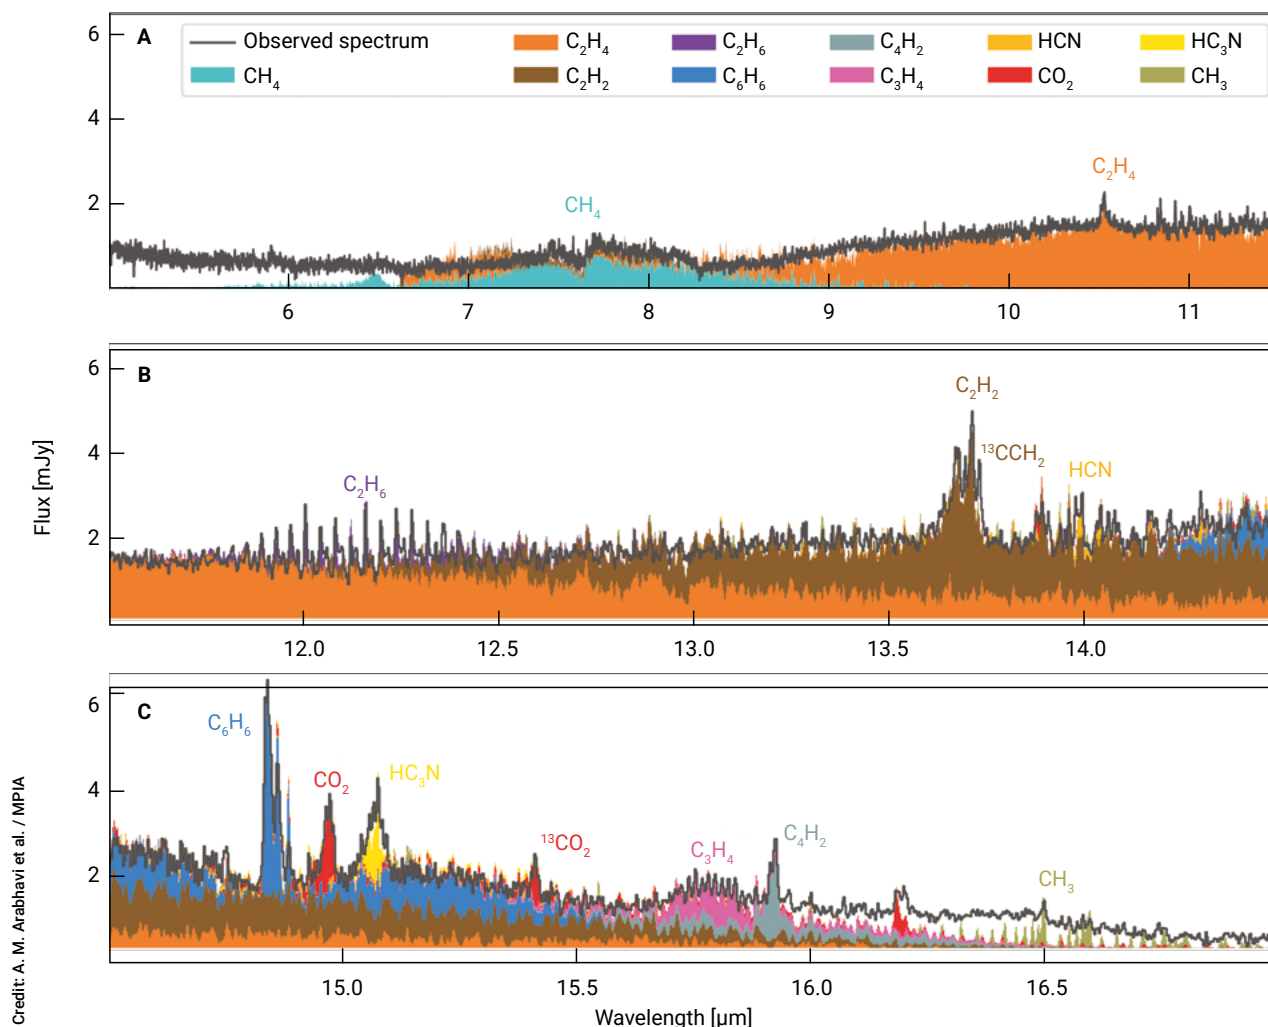 6 A Observed spectrum C₂H₄ C₂H₆ C₄H₂ HCN HC₃N
CH₄ C₂H₂ C₆H₆ C₃H₄ CO₂ CH₃
4
C₂H₄
2 CH₄
6 7 8 9 10 11
6 B
C₂H₂
4 ¹³CCH₂
HCN
C₂H₆
2
12.0 12.5 13.0 13.5 14.0
Flux [mJy]
6 C
C₆H₆
CO₂ HC₃N
4
¹³CO₂ C₃H₄ C₄H₂
2 CH₃
15.0 15.5 16.0 16.5
Wavelength [µm]
Credit: A. M. Arabhavi et al. / MPIA